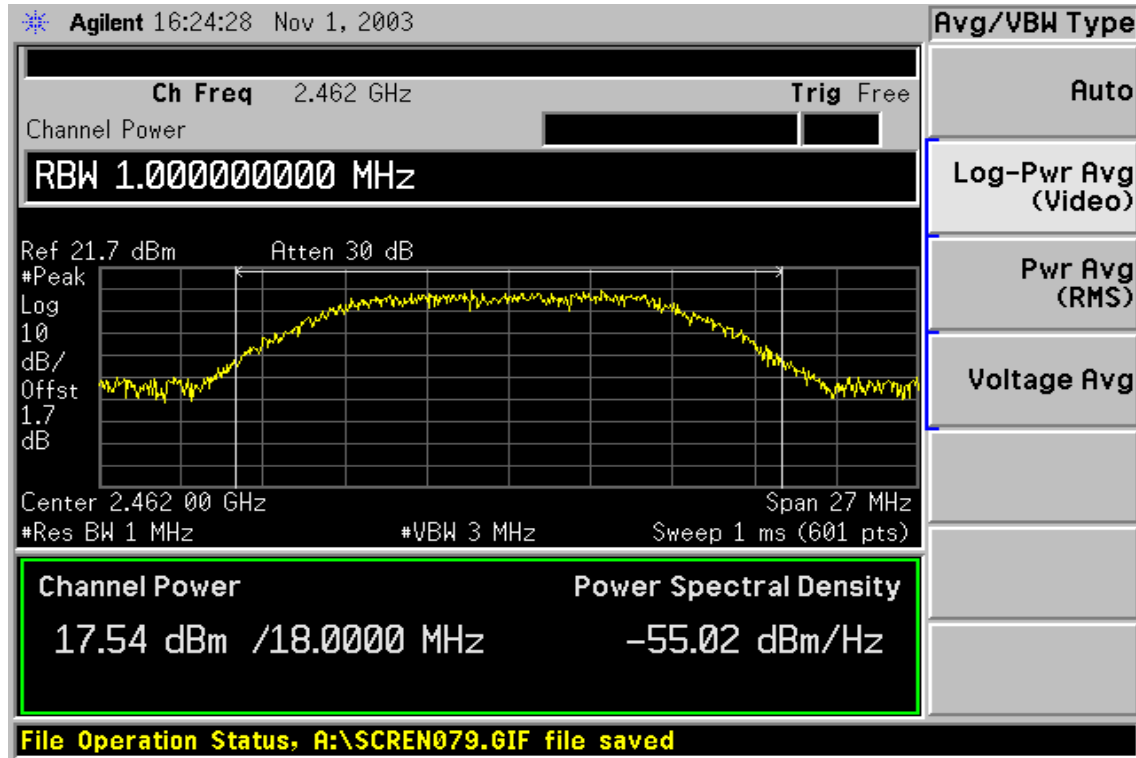 Agilent 16:24:28 Nov 1, 2003
Avg/VBW Type
Ch Freq 2.462 GHz Trig Free
Channel Power
RBW 1.000000000 MHz
Ref 21.7 dBm Atten 30 dB
#Peak
Log
10
dB/
Offst
1.7
dB
Center 2.462 00 GHz Span 27 MHz
#Res BW 1 MHz #VBW 3 MHz Sweep 1 ms (601 pts)
Channel Power Power Spectral Density
17.54 dBm /18.0000 MHz -55.02 dBm/Hz
File Operation Status, A:\SCREN079.GIF file saved
Auto
Log-Pwr Avg
(Video)
Pwr Avg
(RMS)
Voltage Avg